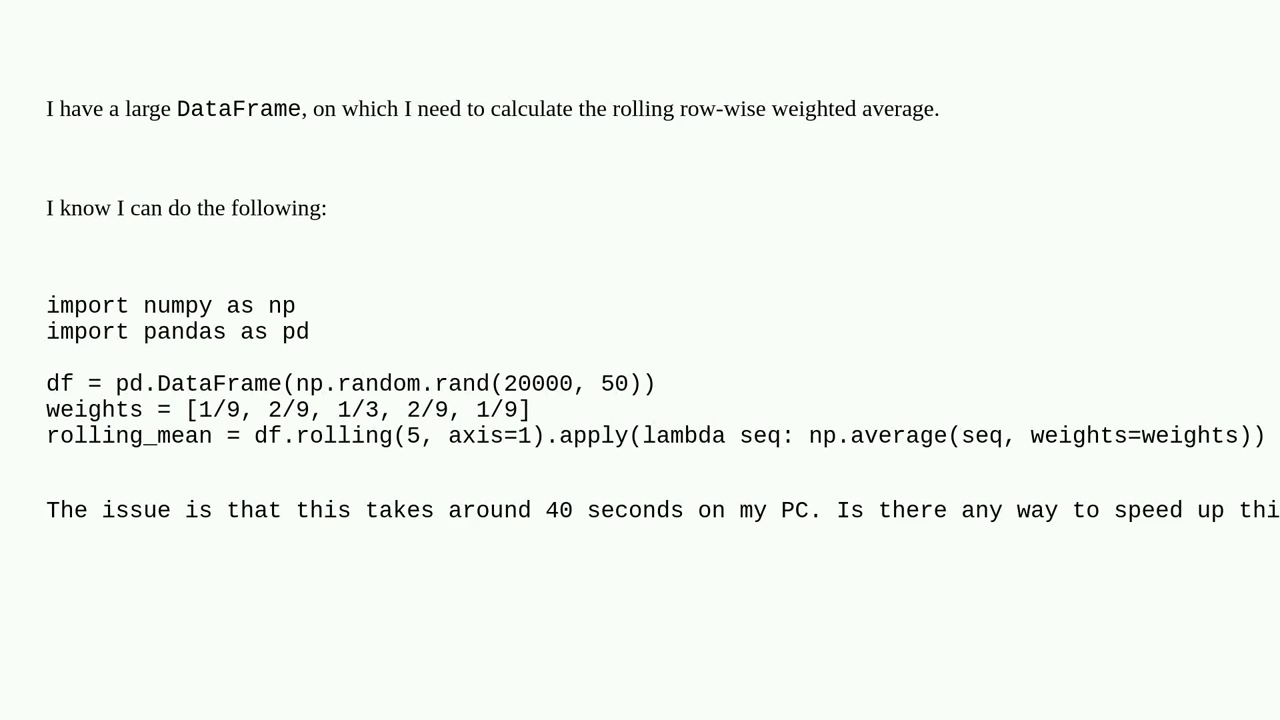 I have a large DataFrame, on which I need to calculate the rolling row-wise weighted average.
I know I can do the following:
import numpy as np
import pandas as pd
df = pd.DataFrame(np.random.rand(20000, 50))
weights = [1/9, 2/9, 1/3, 2/9, 1/9]
rolling_mean = df.rolling(5, axis=1).apply(lambda seq: np.average(seq, weights=weights))
The issue is that this takes around 40 seconds on my PC. Is there any way to speed up